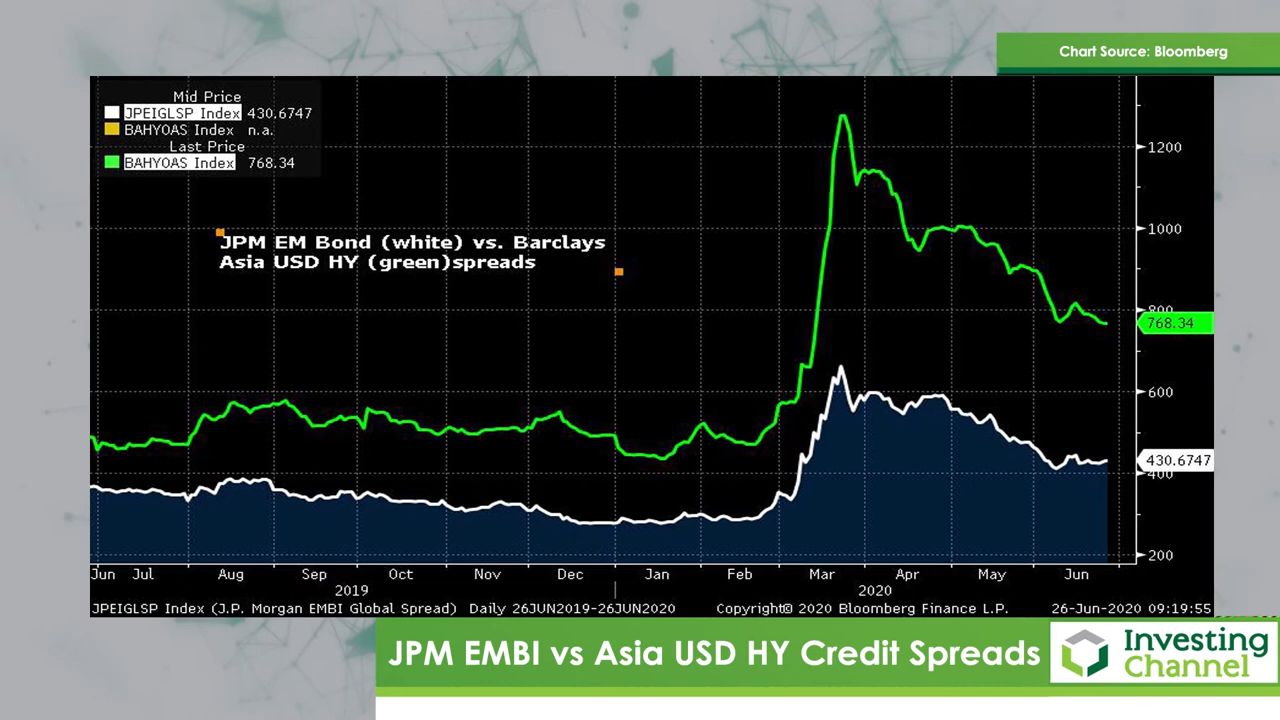 Chart Source: Bloomberg
Mid Price
JPEIGLSP Index 430.6747
BAHYOAS Index n.a.
Last Price
BAHYOAS Index 768.34
JPM EM Bond (white) vs. Barclays
Asia USD HY (green)spreads
1200
1000
800
768.34
600
430.6747
400
200
Jun Jul Aug Sep Oct Nov Dec Jan Feb Mar Apr May Jun
2019 2020
JPEIGLSP Index (J.P. Morgan EMBI Global Spread) Daily 26JUN2019-26JUN2020 Copyright© 2020 Bloomberg Finance L.P. 26-Jun-2020 09:19:55
JPM EMBI vs Asia USD HY Credit Spreads
Investing
Channel